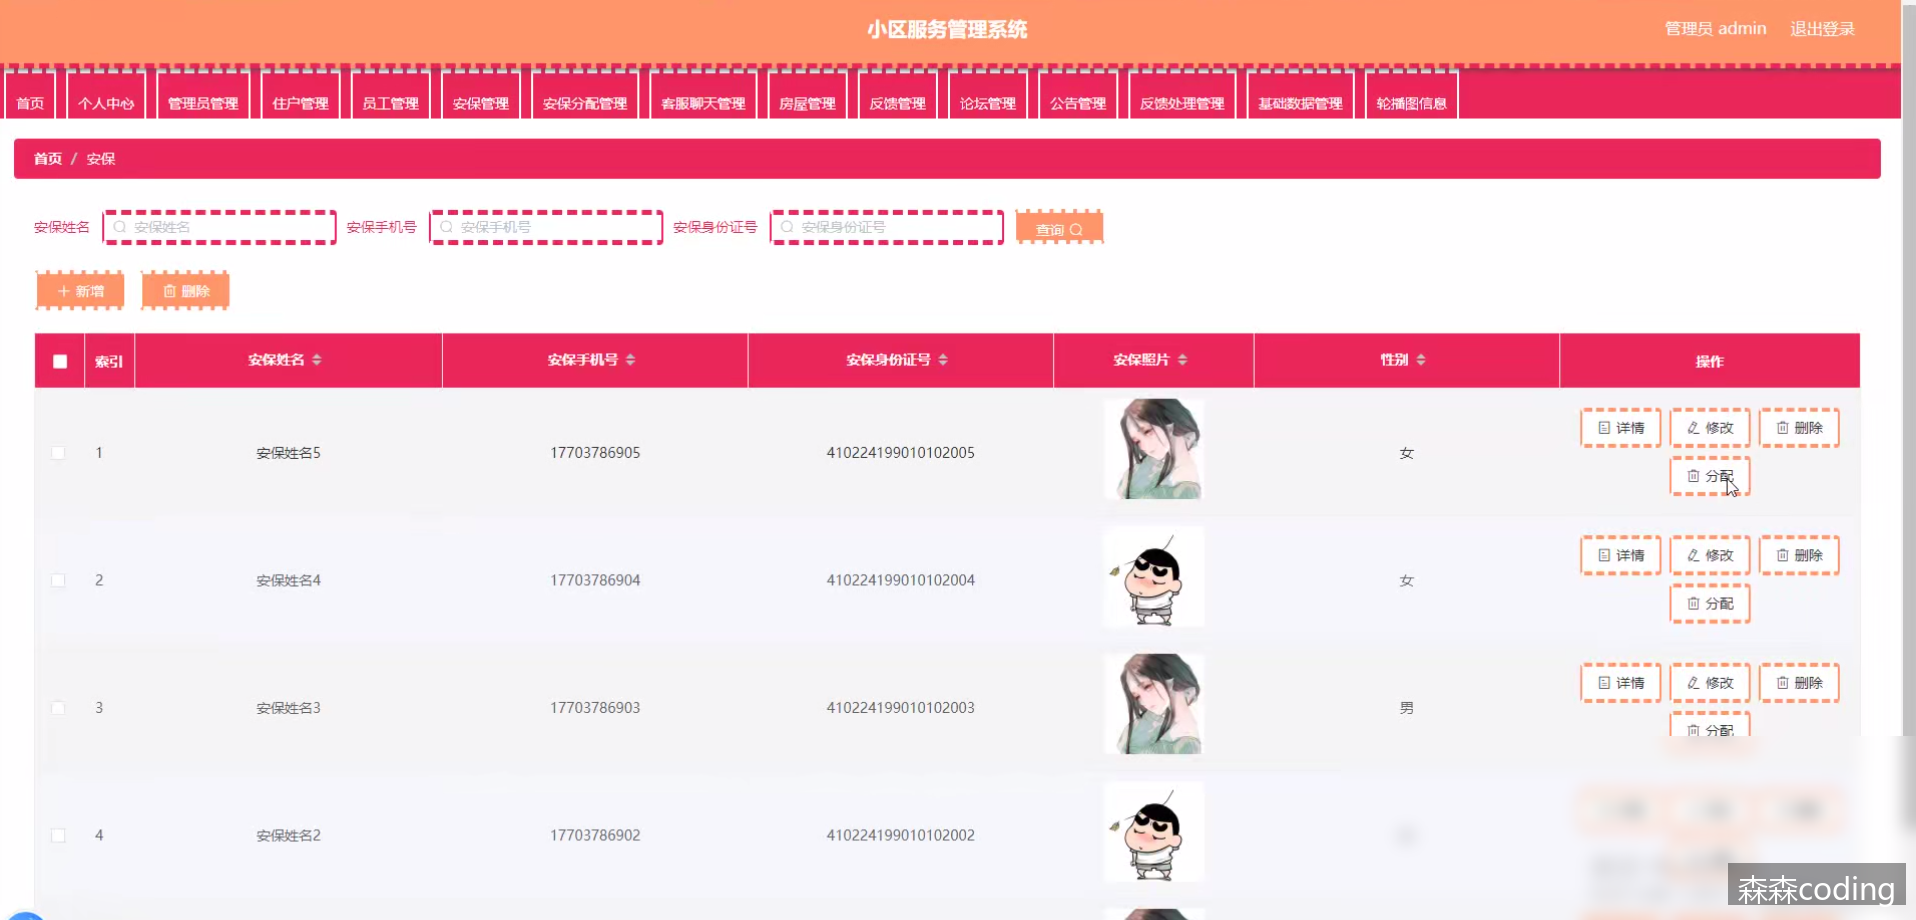 小区服务管理系统
管理员 admin 退出登录
首页 个人中心 管理员管理 住户管理 员工管理 安保管理 安保分配管理 客服聊天管理 房屋管理 反馈管理 论坛管理 公告管理 反馈处理管理 基础数据管理 轮播图信息
首页 / 安保
安保姓名 安保姓名 安保手机号 安保手机号 安保身份证号 安保身份证号 查询
新增 删除
索引 安保姓名 安保手机号 安保身份证号 安保照片 性别 操作
详情 修改 删除
1 安保姓名5 17703786905 410224199010102005 女
分配
详情 修改 删除
2 安保姓名4 17703786904 410224199010102004 女
分配
详情 修改 删除
3 安保姓名3 17703786903 410224199010102003 男
分配
4 安保姓名2 17703786902 410224199010102002
森森coding